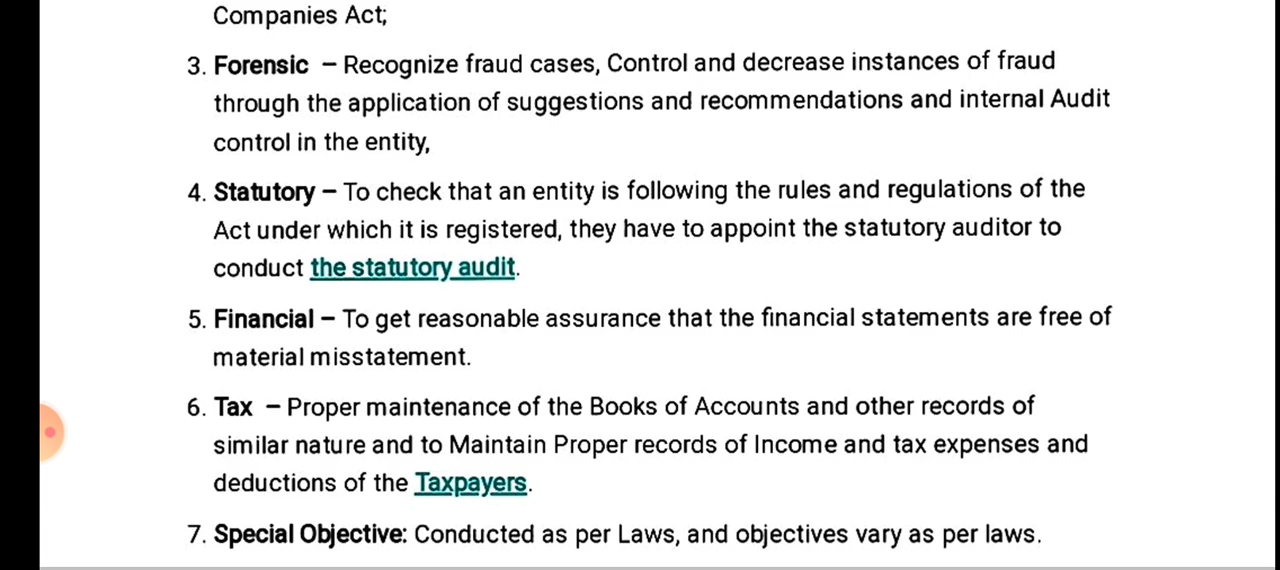 Companies Act;
3. Forensic – Recognize fraud cases, Control and decrease instances of fraud
through the application of suggestions and recommendations and internal Audit
control in the entity,
4. Statutory – To check that an entity is following the rules and regulations of the
Act under which it is registered, they have to appoint the statutory auditor to
conduct the statutory audit.
5. Financial – To get reasonable assurance that the financial statements are free of
material misstatement.
6. Tax – Proper maintenance of the Books of Accounts and other records of
similar nature and to Maintain Proper records of Income and tax expenses and
deductions of the Taxpayers.
7. Special Objective: Conducted as per Laws, and objectives vary as per laws.